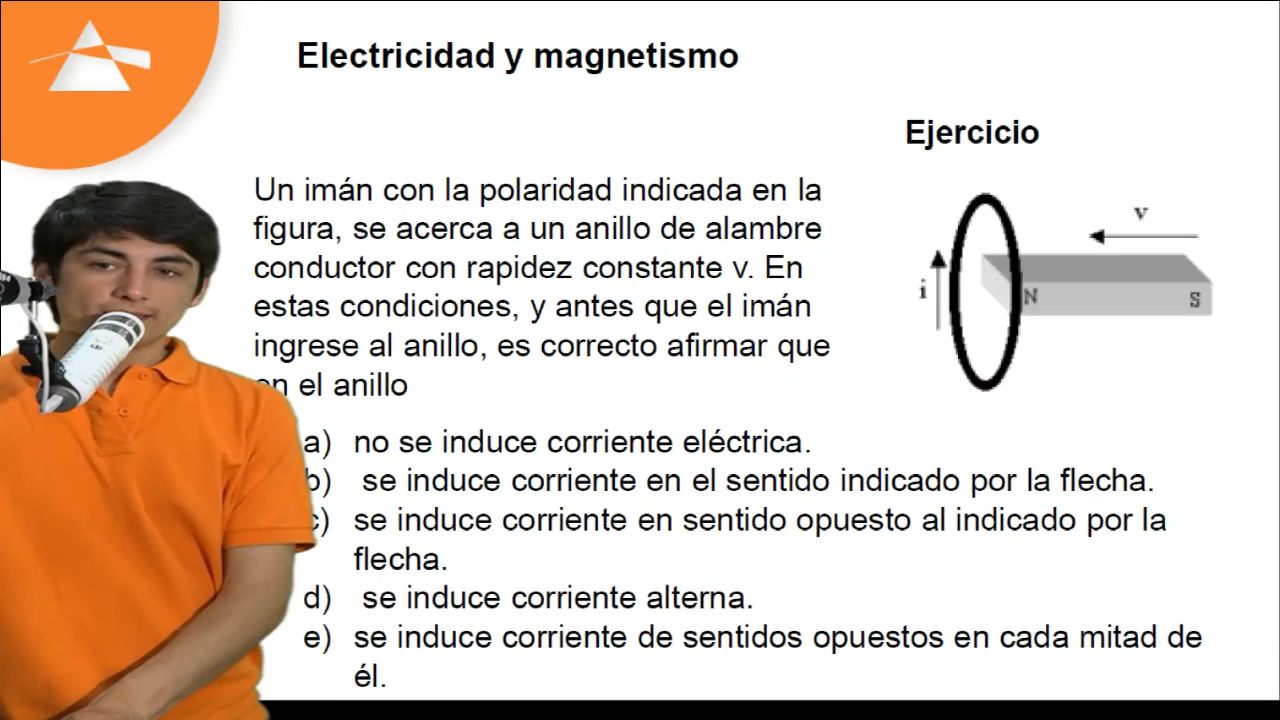 Electricidad y magnetismo
Ejercicio
Un imán con la polaridad indicada en la
figura, se acerca a un anillo de alambre
conductor con rapidez constante v. En
estas condiciones, y antes que el imán
ingrese al anillo, es correcto afirmar que
en el anillo
v
i
N
S
a) no se induce corriente eléctrica.
b) se induce corriente en el sentido indicado por la flecha.
c) se induce corriente en sentido opuesto al indicado por la
flecha.
d) se induce corriente alterna.
e) se induce corriente de sentidos opuestos en cada mitad de
él.